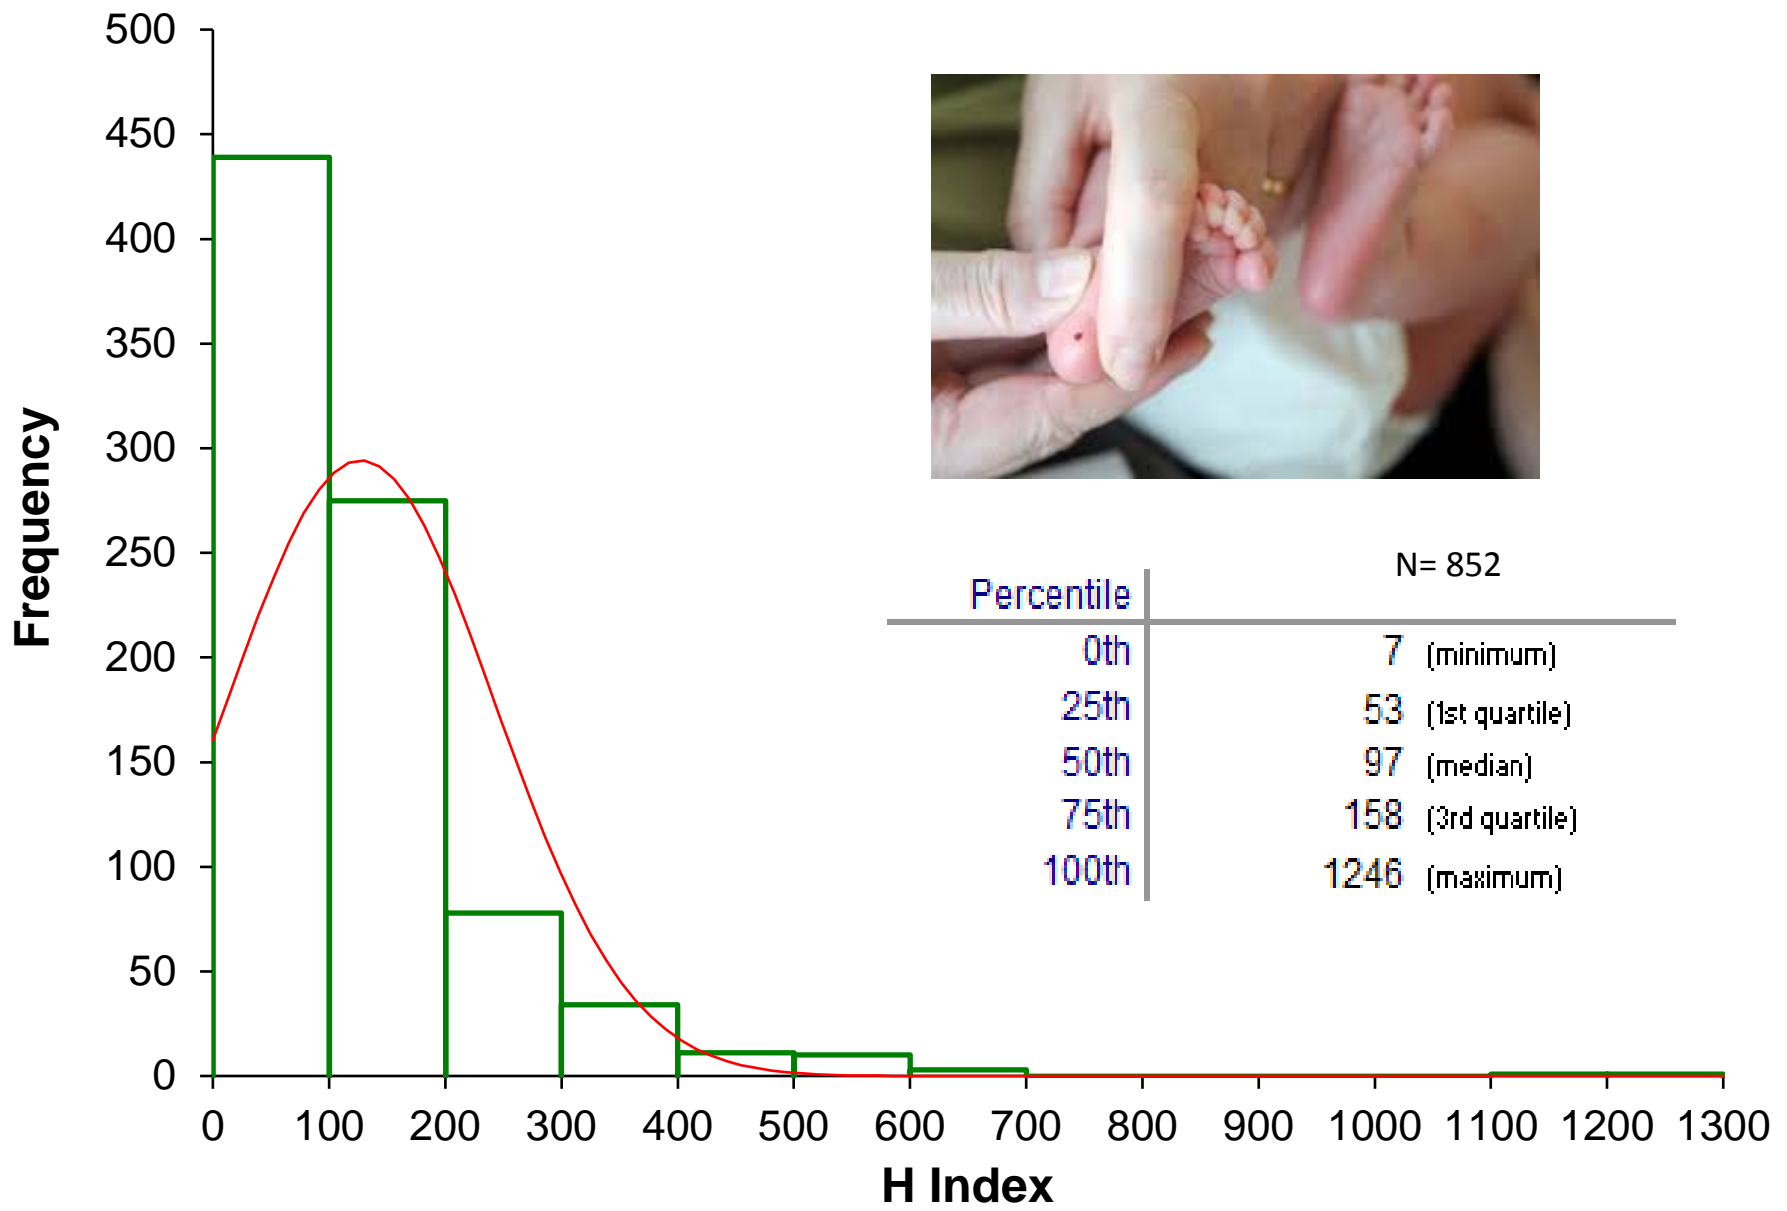 500
450
400
350
300
250
200
150
100
50
0
Frequency
0 100 200 300 400 500 600 700 800 900 1000 1100 1200 1300
H Index
N= 852
Percentile
0th 7 (minimum)
25th 53 (1st quartile)
50th 97 (median)
75th 158 (3rd quartile)
100th 1246 (maximum)